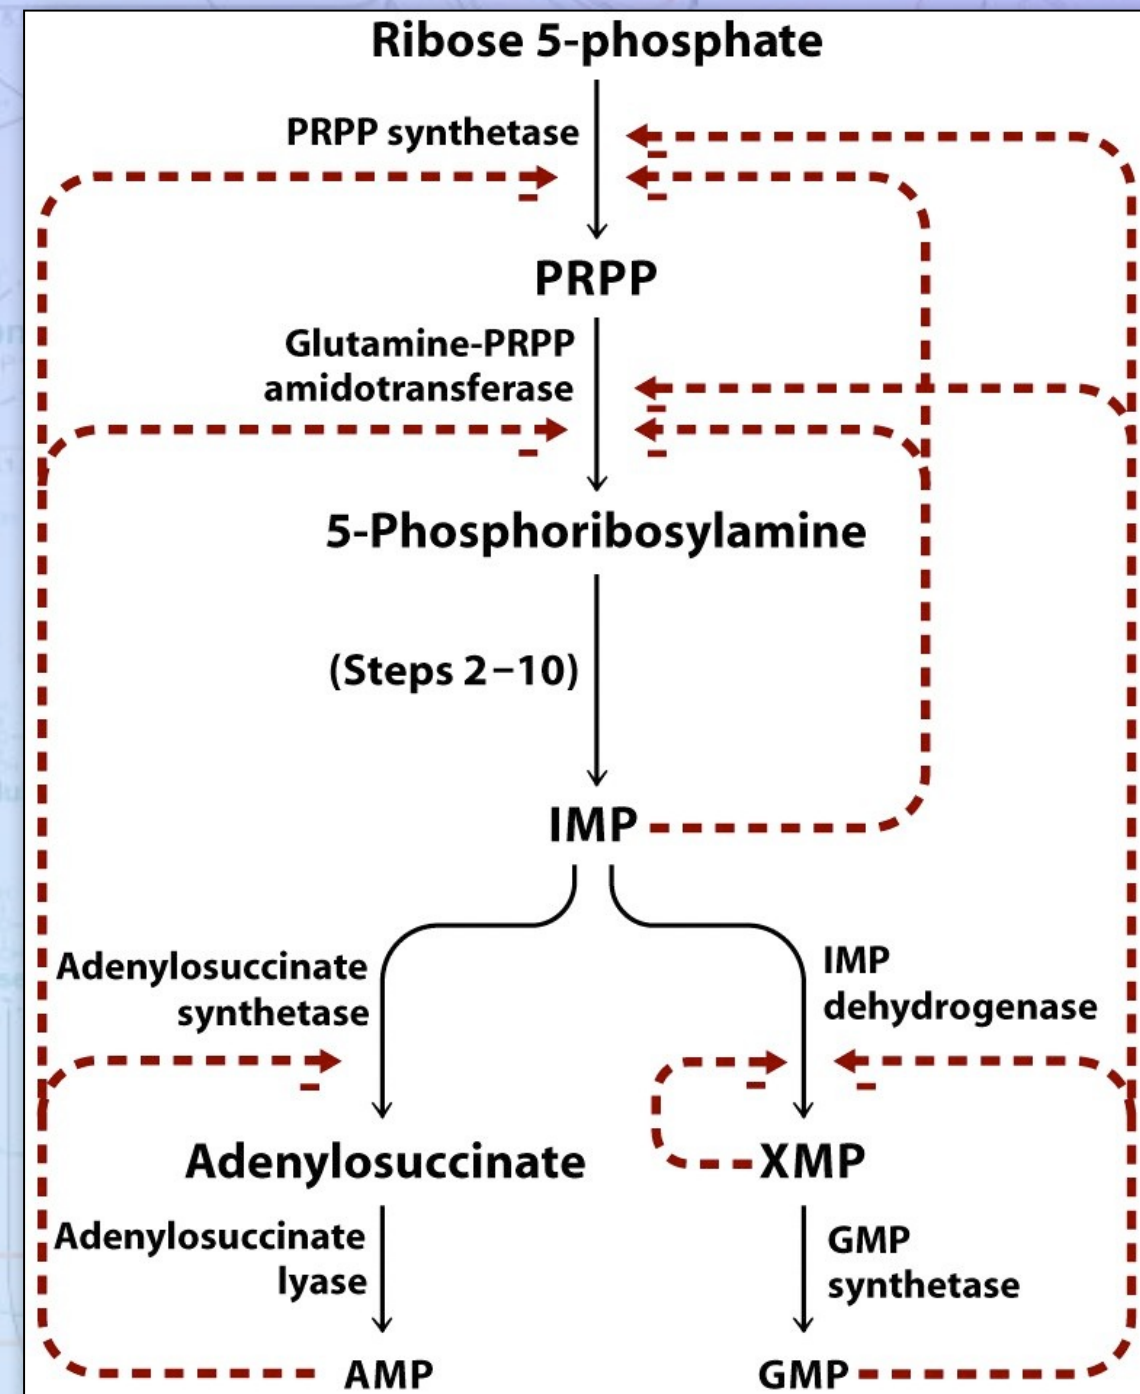 Ribose 5-phosphate
PRPP synthetase
PRPP
Glutamine-PRPP
amidotransferase
5-Phosphoribosylamine
(Steps 2–10)
IMP
Adenylosuccinate
synthetase
IMP
dehydrogenase
Adenylosuccinate
XMP
Adenylosuccinate
lyase
GMP
synthetase
AMP
GMP